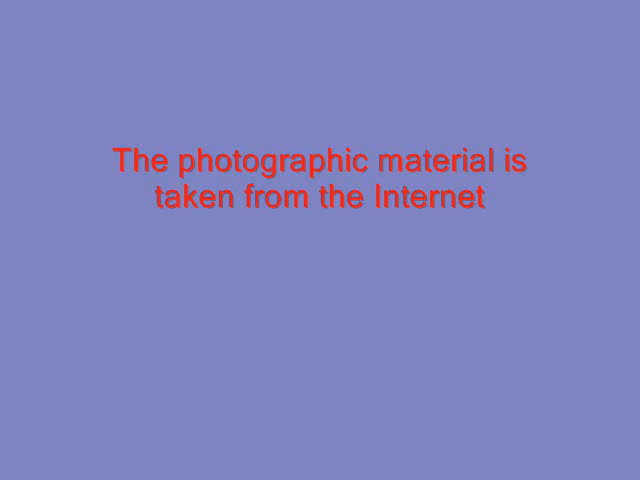 The photographic material is
taken from the Internet